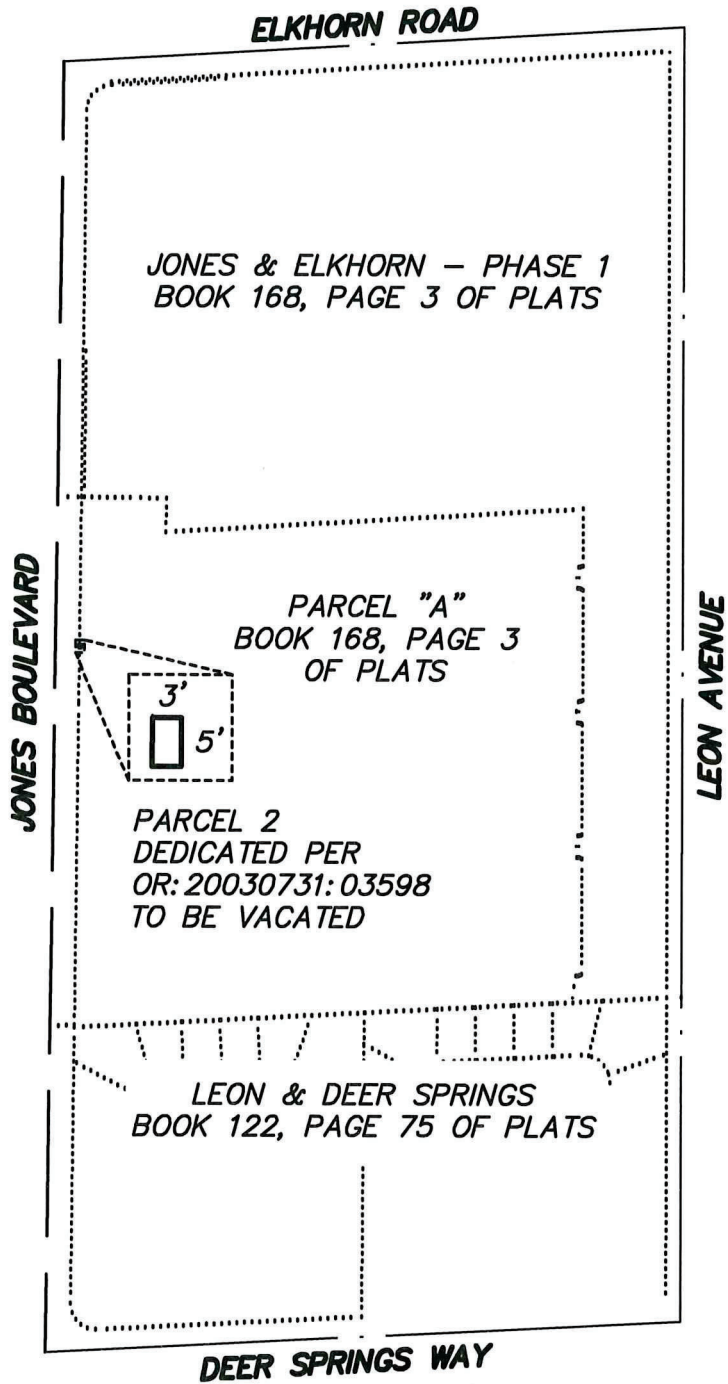 ELKHORN ROAD
JONES & ELKHORN - PHASE 1
BOOK 168, PAGE 3 OF PLATS
JONES BOULEVARD
LEON AVENUE
PARCEL "A"
BOOK 168, PAGE 3
OF PLATS
3'
5'
PARCEL 2
DEDICATED PER
OR:20030731:03598
TO BE VACATED
LEON & DEER SPRINGS
BOOK 122, PAGE 75 OF PLATS
DEER SPRINGS WAY